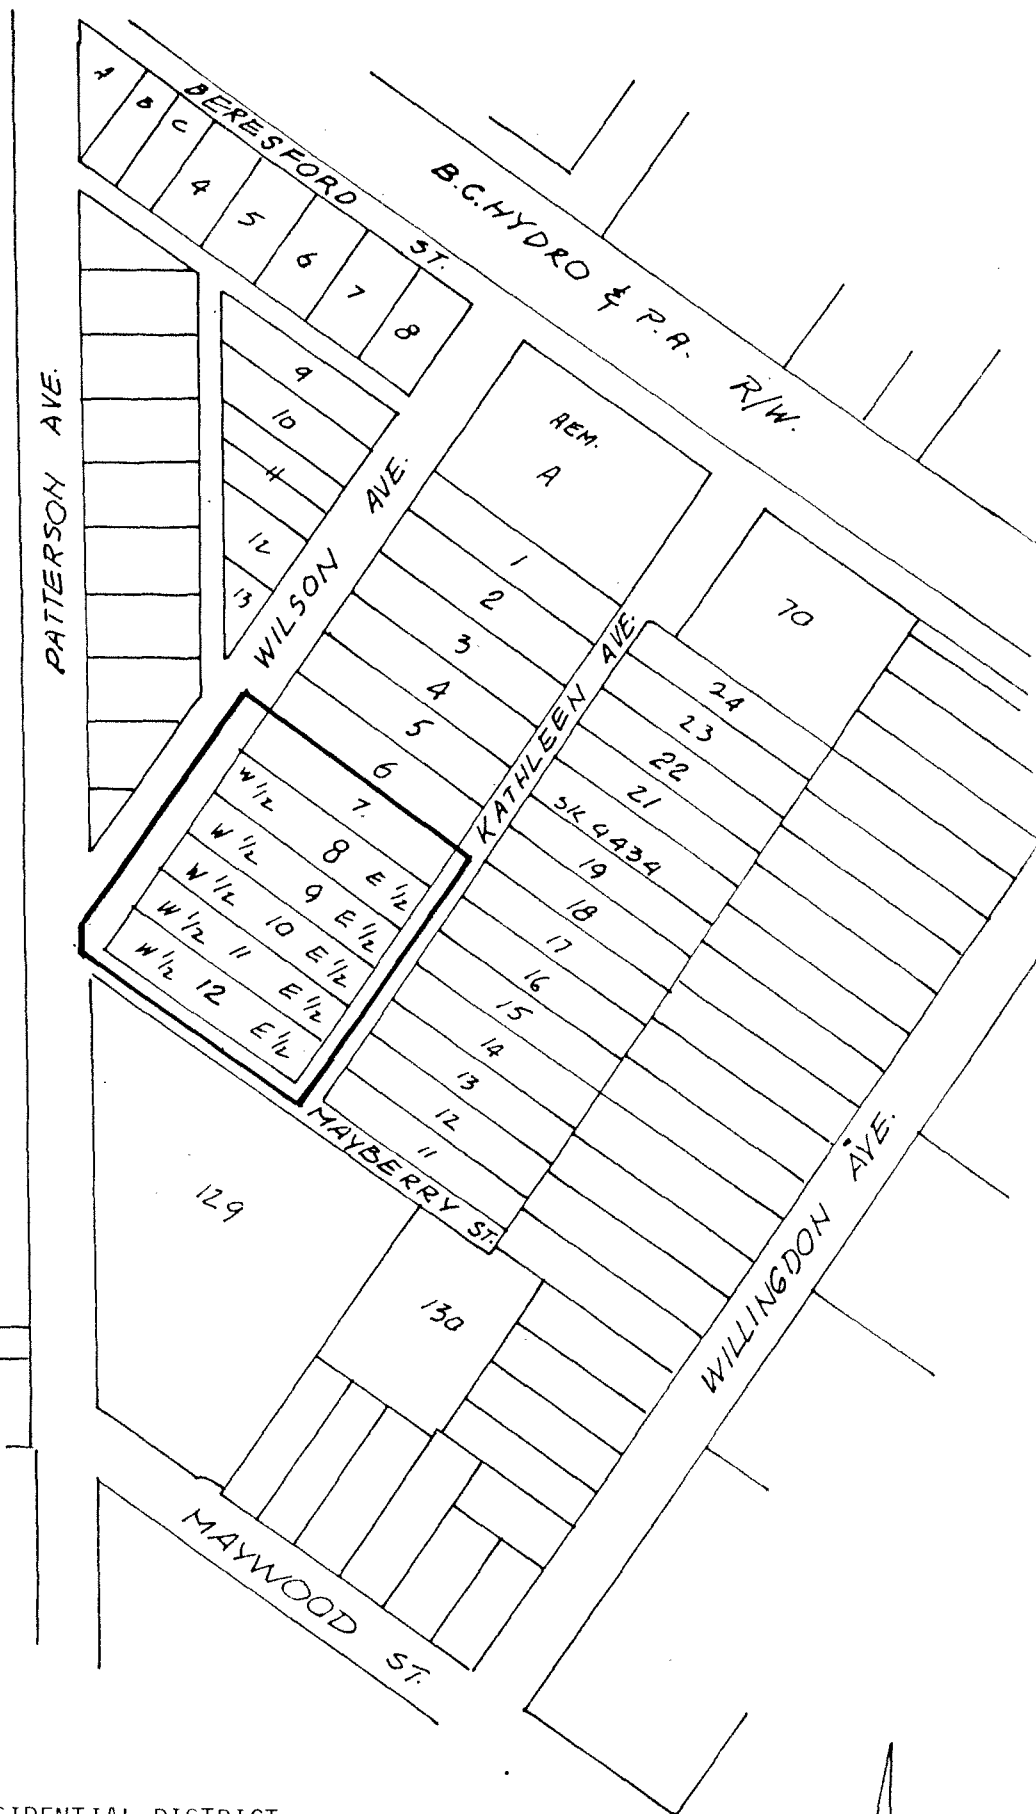 A
B
C
4
5
6
7
8
BERESFORD ST.
B.C. HYDRO & P.A. R/W.
PATTERSON AVE.
9
10
11
12
13
WILSON AVE.
REM.
A
1
2
3
4
5
6
7.
W 1/2 8 E 1/2
W 1/2 9 E 1/2
W 1/2 10 E 1/2
W 1/2 11 E 1/2
W 1/2 12 E 1/2
KATHLEEN AVE.
70
24
23
22
21
SK 9434
19
18
17
16
15
14
13
12
11
MAYBERRY ST.
129
130
WILLINGDON AVE.
MAYWOOD ST.
SIDENTIAL DISTRICT